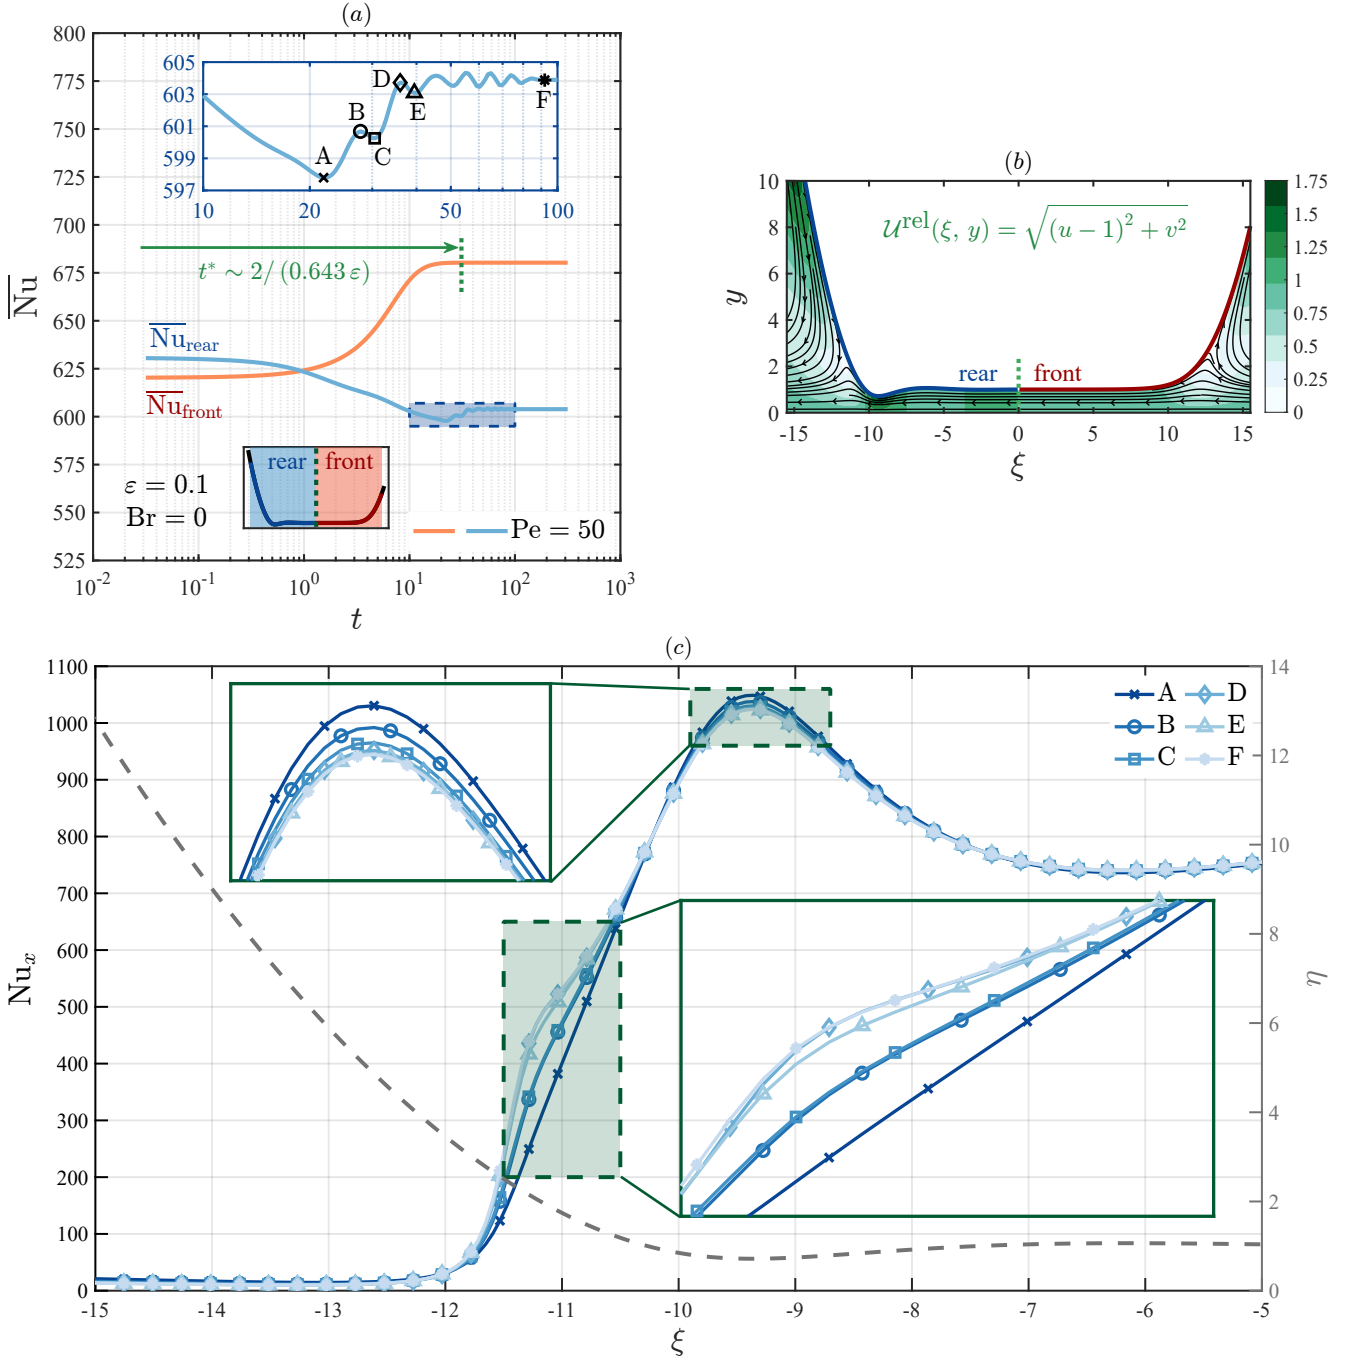 (a)
800
775
750
725
700
675
650
625
600
575
550
525
Nu
605
603
601
599
597
10 20 50 100
A B C D E F
t* ~ 2/ (0.643 ε)
Nu_rear
Nu_front
rear front
ε = 0.1
Br = 0
Pe = 50
10^-2 10^-1 10^0 10^1 10^2 10^3
t
(b)
10
8
6
4
2
0
y
U^rel(ξ, y) = √((u − 1)^2 + v^2)
rear front
-15 -10 -5 0 5 10 15
ξ
1.75
1.5
1.25
1
0.75
0.5
0.25
0
(c)
1100
1000
900
800
700
600
500
400
300
200
100
0
Nu_x
A D
B E
C F
14
12
10
8
6
4
2
0
η
-15 -14 -13 -12 -11 -10 -9 -8 -7 -6 -5
ξ